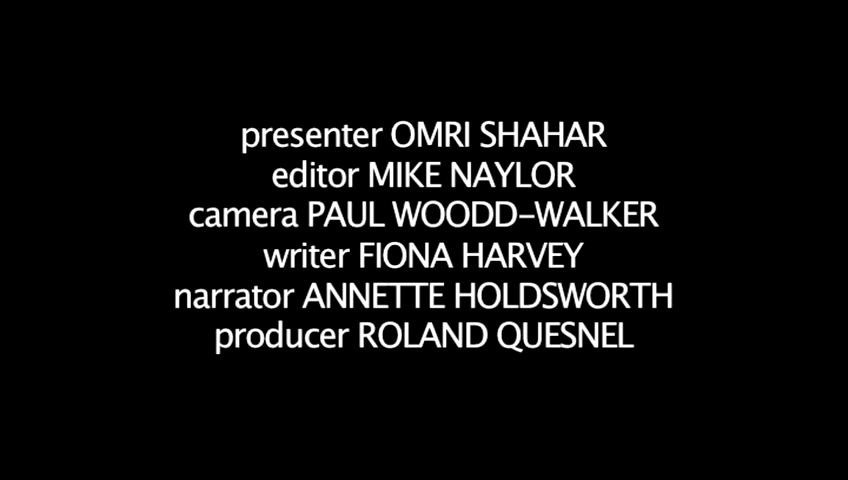 presenter OMRI SHAHAR
editor MIKE NAYLOR
camera PAUL WOODD-WALKER
writer FIONA HARVEY
narrator ANNETTE HOLDSWORTH
producer ROLAND QUESNEL